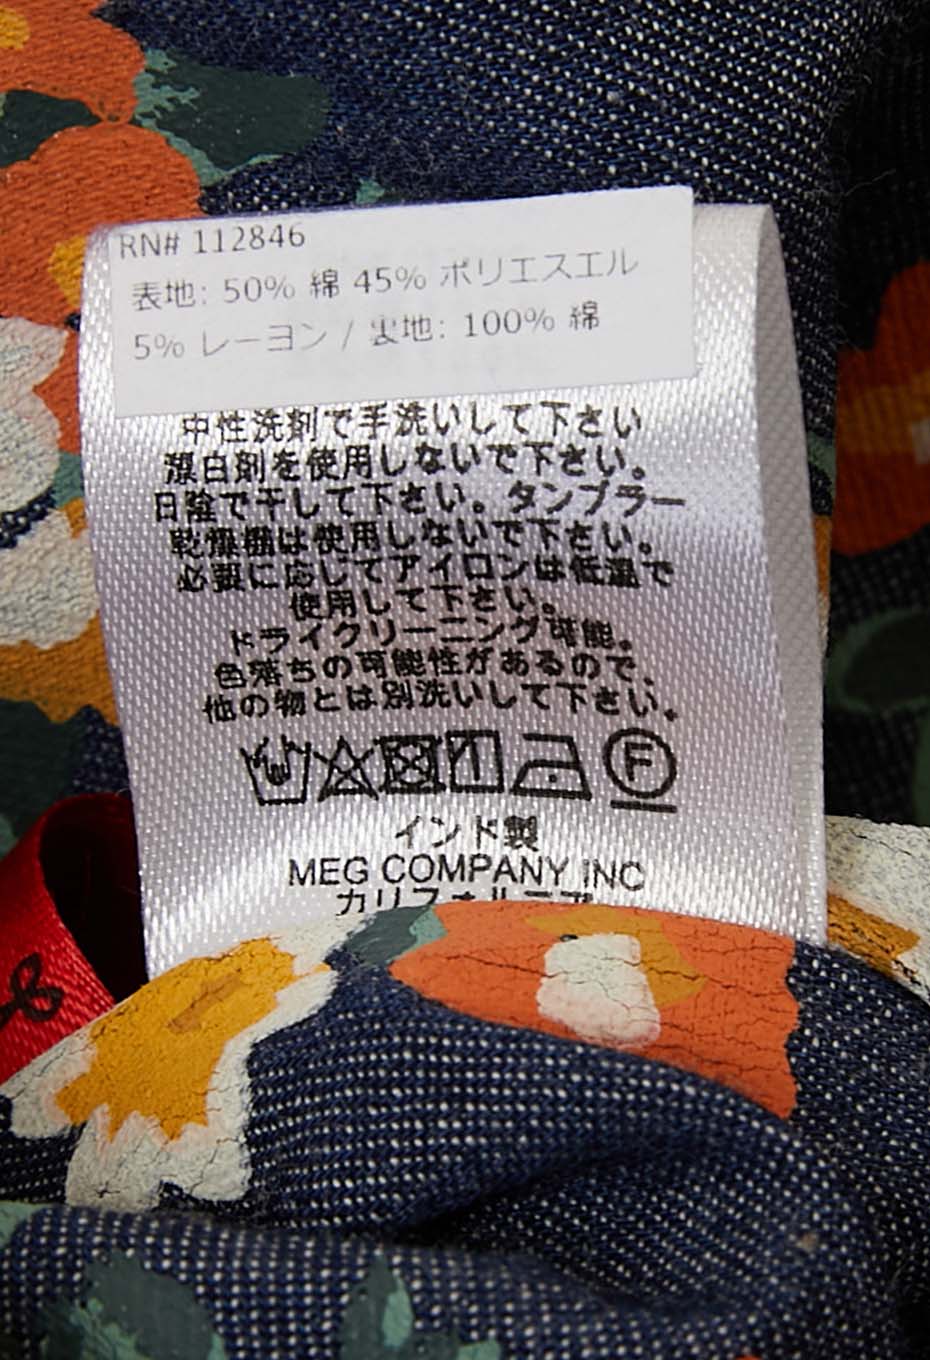 RN# 112846
表地: 50% 綿 45% ポリエスエル
5% レーヨン / 裏地: 100% 綿
中性洗剤で手洗いして下さい
漂白剤を使用しないで下さい。
日陰で干して下さい。タンブラー
乾燥機は使用しないで下さい。
必要に応じてアイロンは低温で
使用して下さい。
ドライクリーニング可能。
色落ちの可能性があるので、
他の物とは別洗いして下さい。
F
インド製
MEG COMPANY INC
カリフォルニア